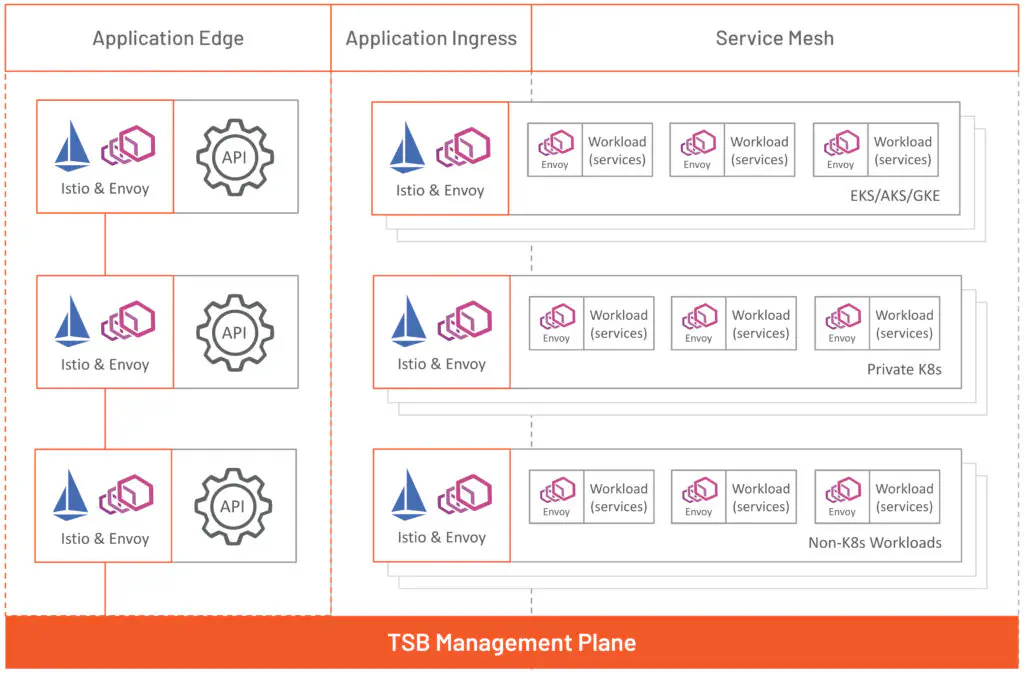 Application Edge
Application Ingress
Service Mesh
Istio & Envoy
API
Istio & Envoy
Envoy
Workload
(services)
Envoy
Workload
(services)
Envoy
Workload
(services)
EKS/AKS/GKE
Istio & Envoy
API
Istio & Envoy
Envoy
Workload
(services)
Envoy
Workload
(services)
Envoy
Workload
(services)
Private K8s
Istio & Envoy
API
Istio & Envoy
Envoy
Workload
(services)
Envoy
Workload
(services)
Envoy
Workload
(services)
Non-K8s Workloads
TSB Management Plane